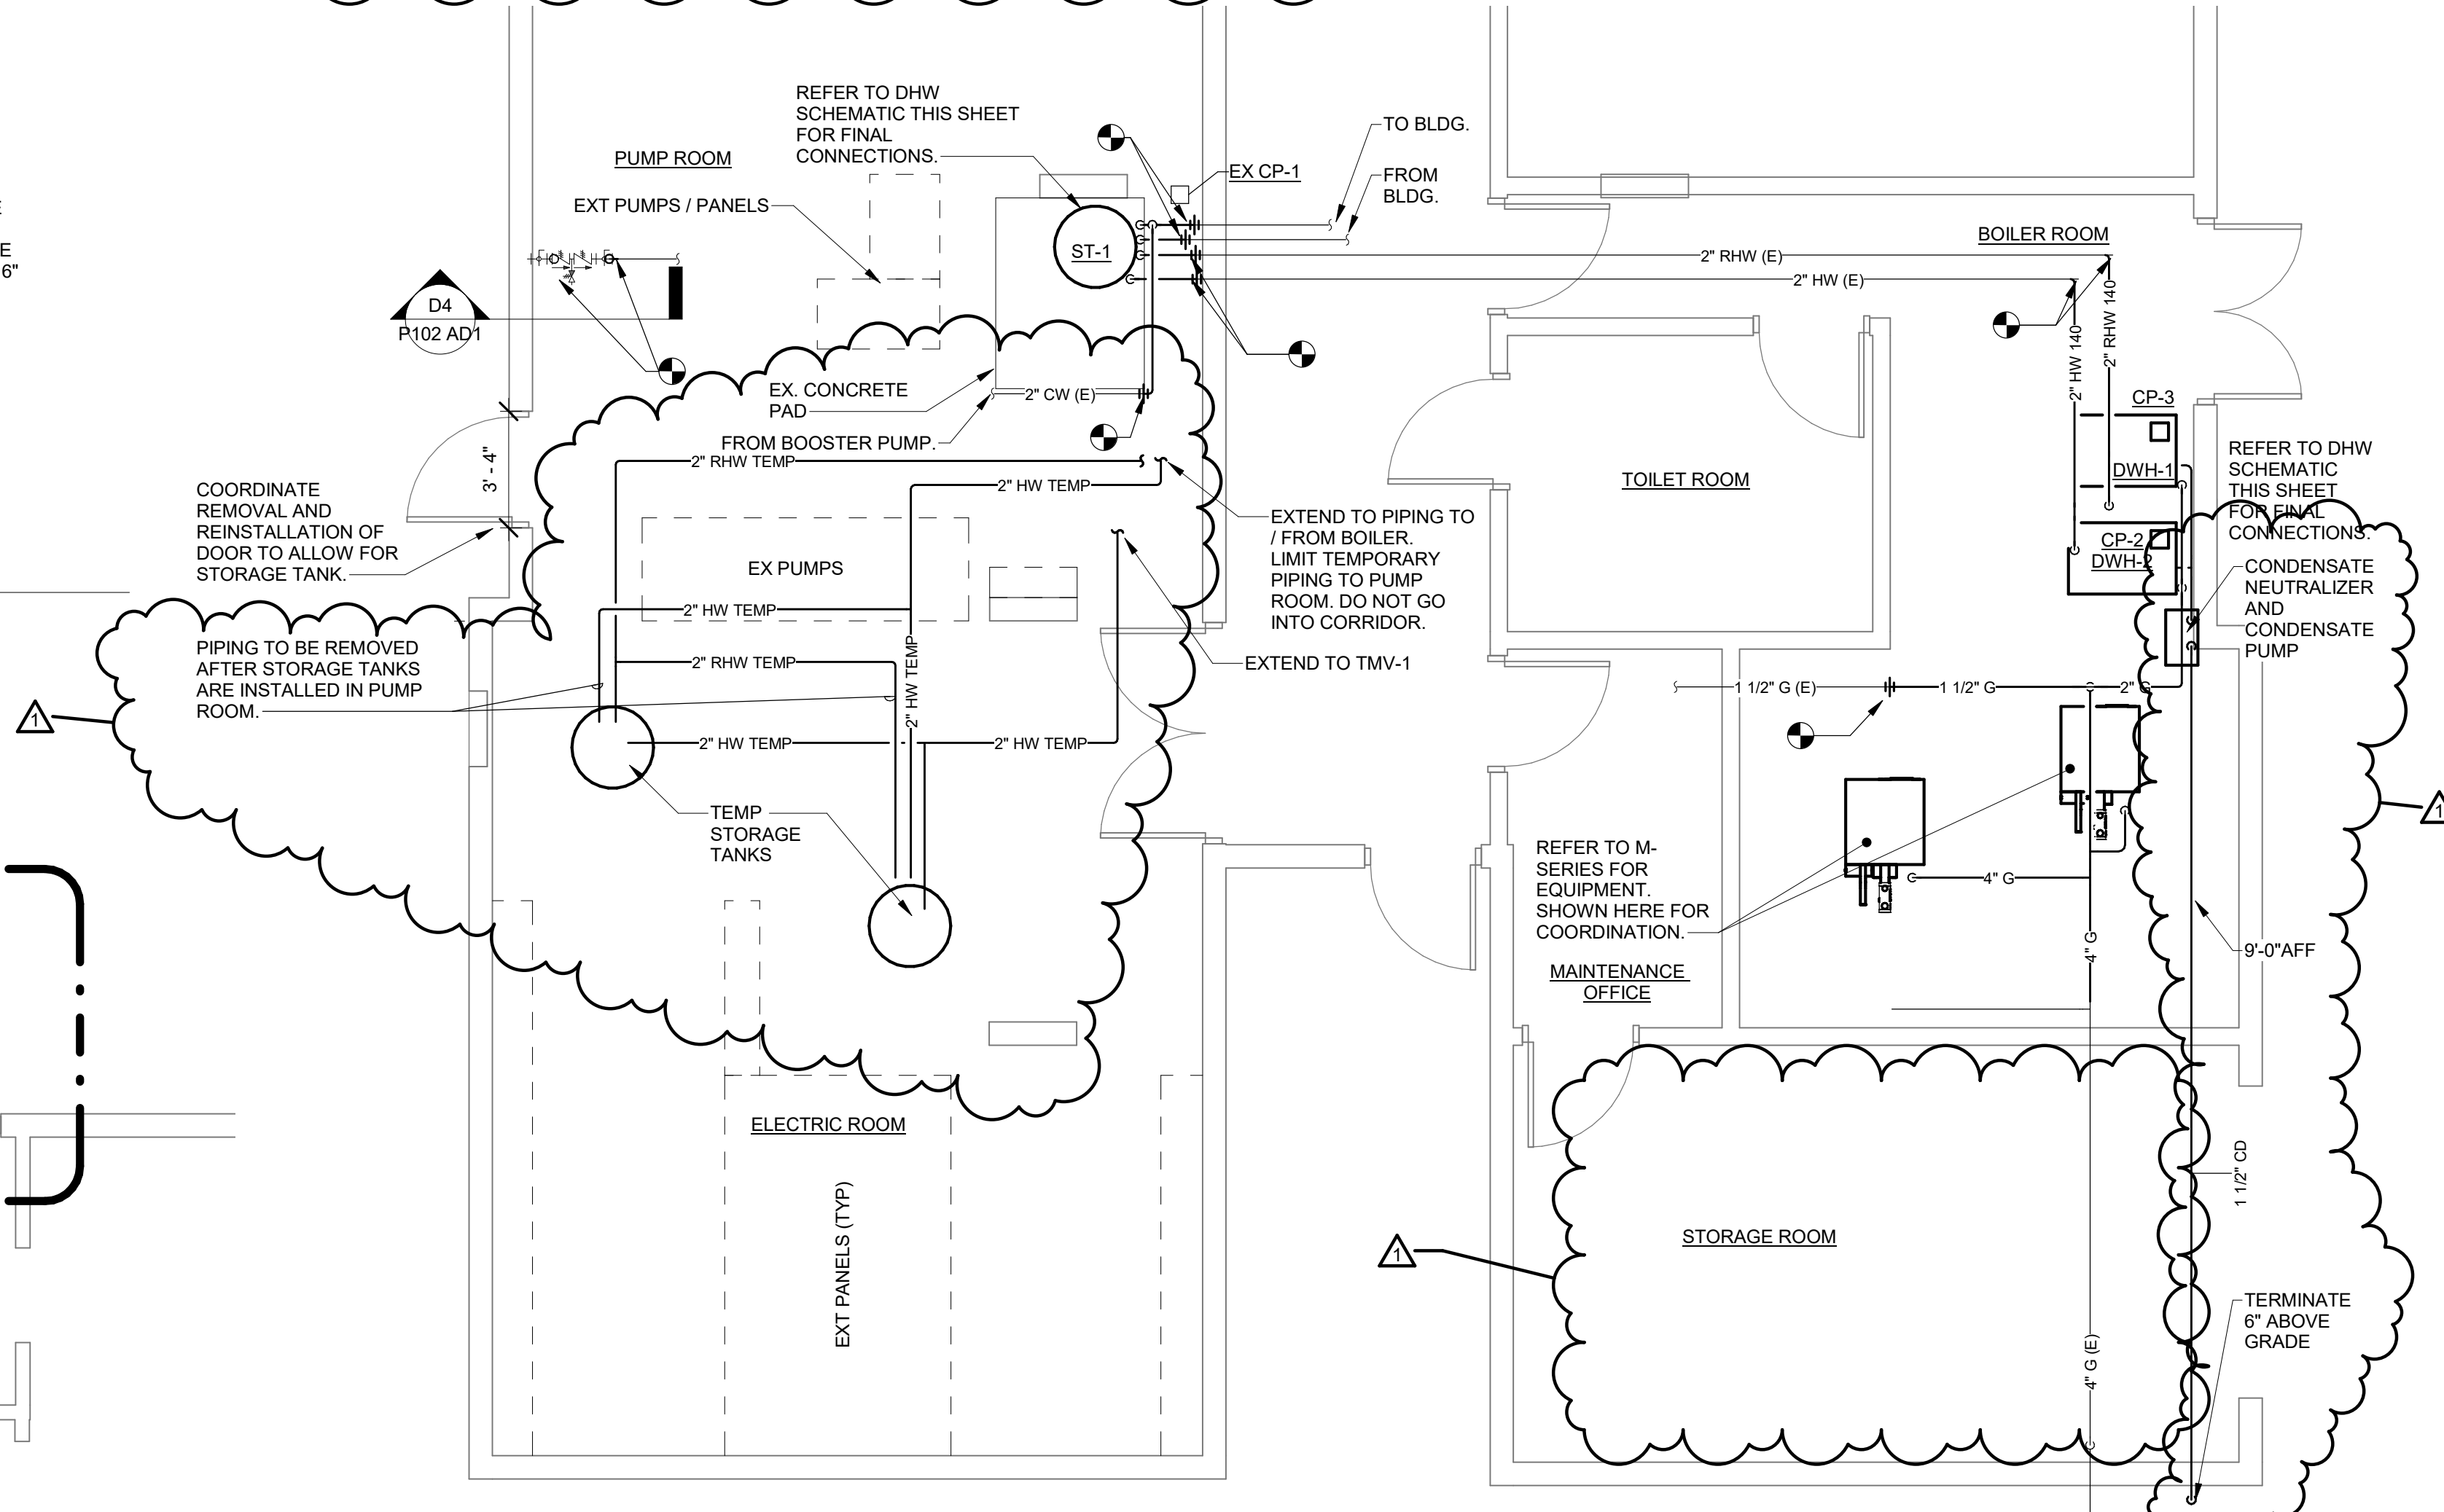 E
E
6"
REFER TO DHW
SCHEMATIC THIS SHEET
FOR FINAL
CONNECTIONS.
PUMP ROOM
EXT PUMPS / PANELS
ST-1
EX CP-1
TO BLDG.
FROM
BLDG.
D4
P102 AD1
2" RHW (E)
2" HW (E)
BOILER ROOM
2" HW 140
2" RHW 140
CP-3
DWH-1
CP-2
DWH-2
REFER TO DHW
SCHEMATIC
THIS SHEET
FOR FINAL
CONNECTIONS.
CONDENSATE
NEUTRALIZER
AND
CONDENSATE
PUMP
EX. CONCRETE
PAD
2" CW (E)
FROM BOOSTER PUMP.
2" RHW TEMP
2" HW TEMP
3' - 4"
COORDINATE
REMOVAL AND
REINSTALLATION OF
DOOR TO ALLOW FOR
STORAGE TANK.
EX PUMPS
EXTEND TO PIPING TO
/ FROM BOILER.
LIMIT TEMPORARY
PIPING TO PUMP
ROOM. DO NOT GO
INTO CORRIDOR.
EXTEND TO TMV-1
TOILET ROOM
PIPING TO BE REMOVED
AFTER STORAGE TANKS
ARE INSTALLED IN PUMP
ROOM.
1
2" HW TEMP
2" RHW TEMP
2" HW TEMP
2" HW TEMP
2" HW TEMP
TEMP
STORAGE
TANKS
1 1/2" G (E)
1 1/2" G
2" G
1
REFER TO M-
SERIES FOR
EQUIPMENT.
SHOWN HERE FOR
COORDINATION.
4" G
4" G
9'-0"AFF
MAINTENANCE
OFFICE
ELECTRIC ROOM
EXT PANELS (TYP)
1
STORAGE ROOM
1 1/2" CD
4" G (E)
TERMINATE
6" ABOVE
GRADE